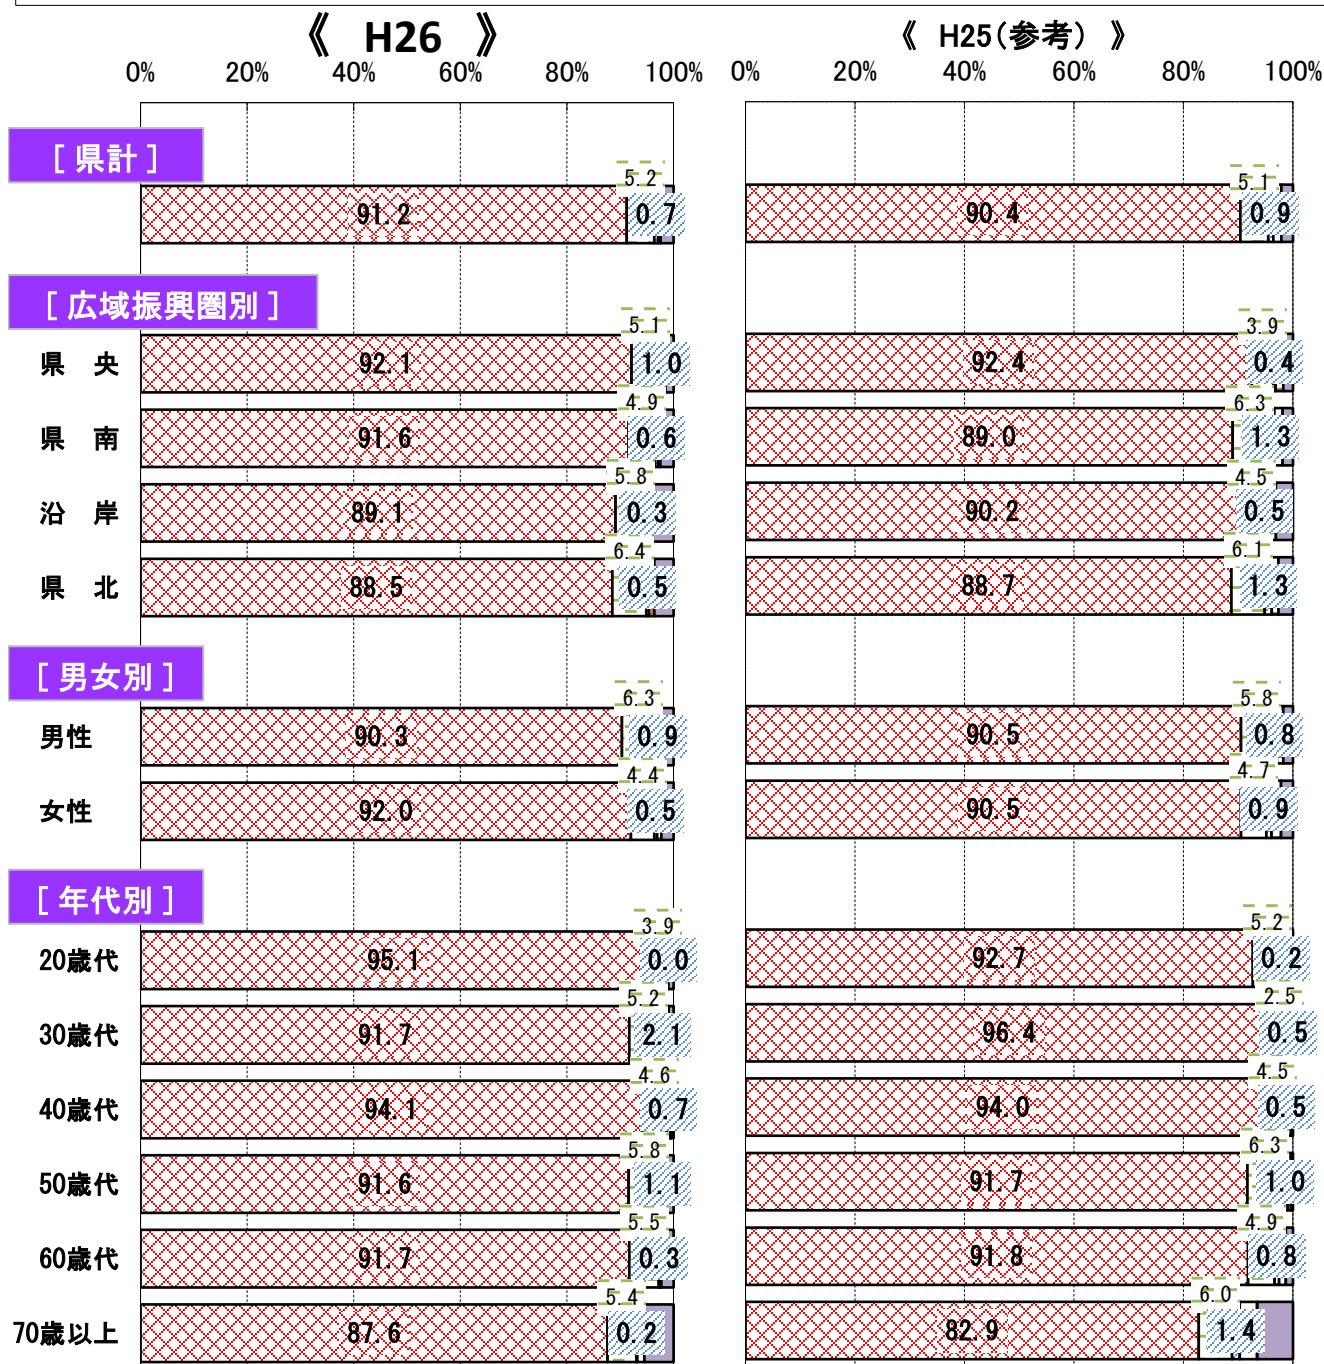 《 H26 》 《 H25(参考) 》
0% 20% 40% 60% 80% 100% 0% 20% 40% 60% 80% 100%
[ 県計 ]
5.2 5.1
91.2 0.7 90.4 0.9
[ 広域振興圏別 ]
5.1 3.9
県 央 92.1 1.0 92.4 0.4
4.9 6.3
県 南 91.6 0.6 89.0 1.3
5.8 4.5
沿 岸 89.1 0.3 90.2 0.5
6.4 6.1
県 北 88.5 0.5 88.7 1.3
[ 男女別 ]
6.3 5.8
男性 90.3 0.9 90.5 0.8
4.4 4.7
女性 92.0 0.5 90.5 0.9
[ 年代別 ]
3.9 5.2
20歳代 95.1 0.0 92.7 0.2
5.2 2.5
30歳代 91.7 2.1 96.4 0.5
4.6 4.5
40歳代 94.1 0.7 94.0 0.5
5.8 6.3
50歳代 91.6 1.1 91.7 1.0
5.5 4.9
60歳代 91.7 0.3 91.8 0.8
5.4 6.0
70歳以上 87.6 0.2 82.9 1.4